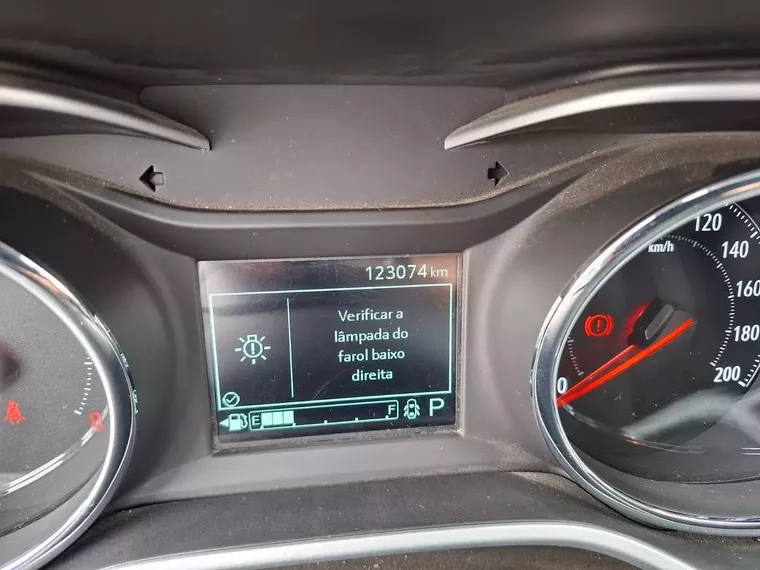 123074 km
Verificar a
lâmpada do
farol baixo
direita
E F P
km/h
0
120
140
160
180
200